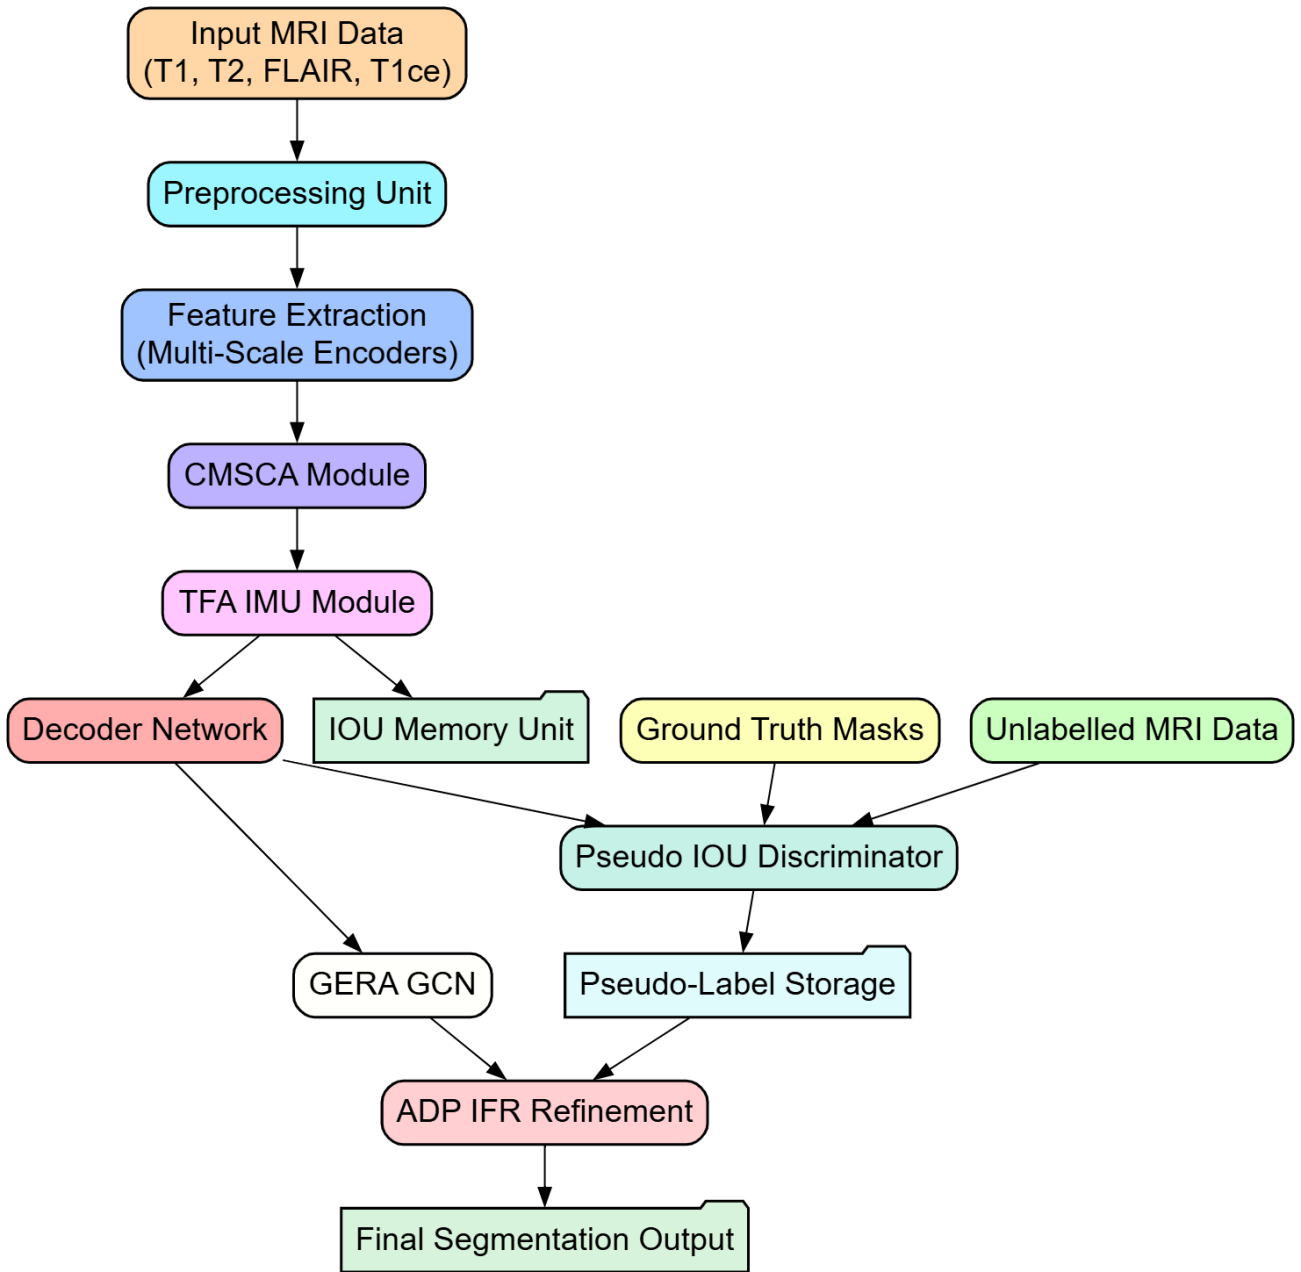 Input MRI Data
(T1, T2, FLAIR, T1ce)
Preprocessing Unit
Feature Extraction
(Multi-Scale Encoders)
CMSCA Module
TFA IMU Module
Decoder Network
IOU Memory Unit
Ground Truth Masks
Unlabelled MRI Data
Pseudo IOU Discriminator
GERA GCN
Pseudo-Label Storage
ADP IFR Refinement
Final Segmentation Output